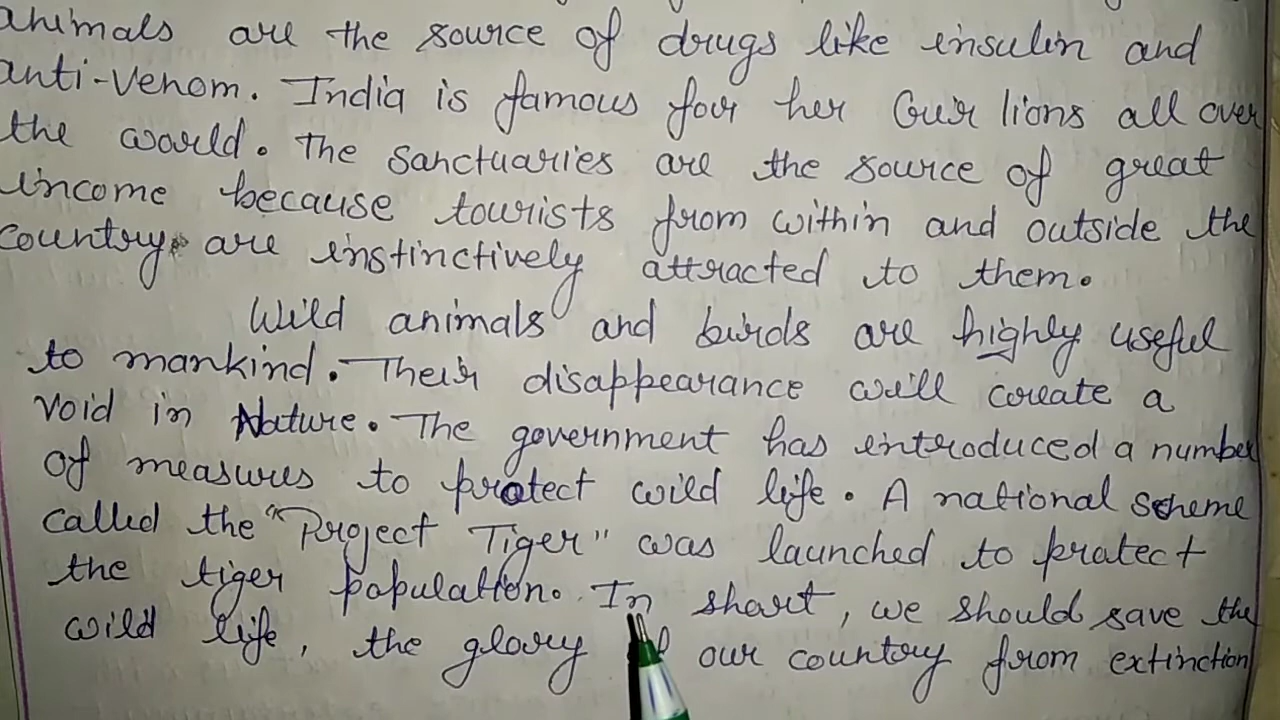 animals are the source of drugs like insulin and
anti-venom. India is famous for her Guir lions all over
the world. The sanctuaries are the source of great
income because tourists from within and outside the
country are instinctively attracted to them.
Wild animals and birds are highly useful
to mankind. Their disappearance will create a
void in Nature. The government has introduced a number
of measures to protect wild life. A national scheme
called the "Project Tiger" was launched to protect
the tiger population. In short, we should save the
wild life, the glory our country from extinction